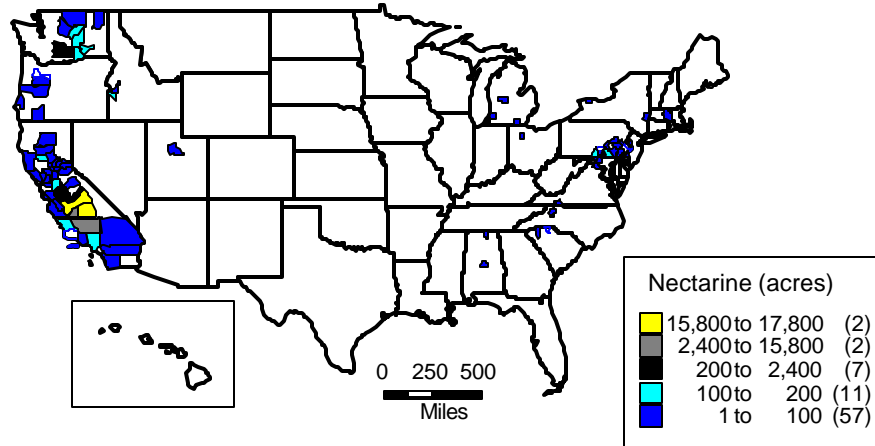 Nectarine (acres)
15,800 to 17,800 (2)
2,400 to 15,800 (2)
200 to 2,400 (7)
100 to 200 (11)
1 to 100 (57)
0 250 500
Miles